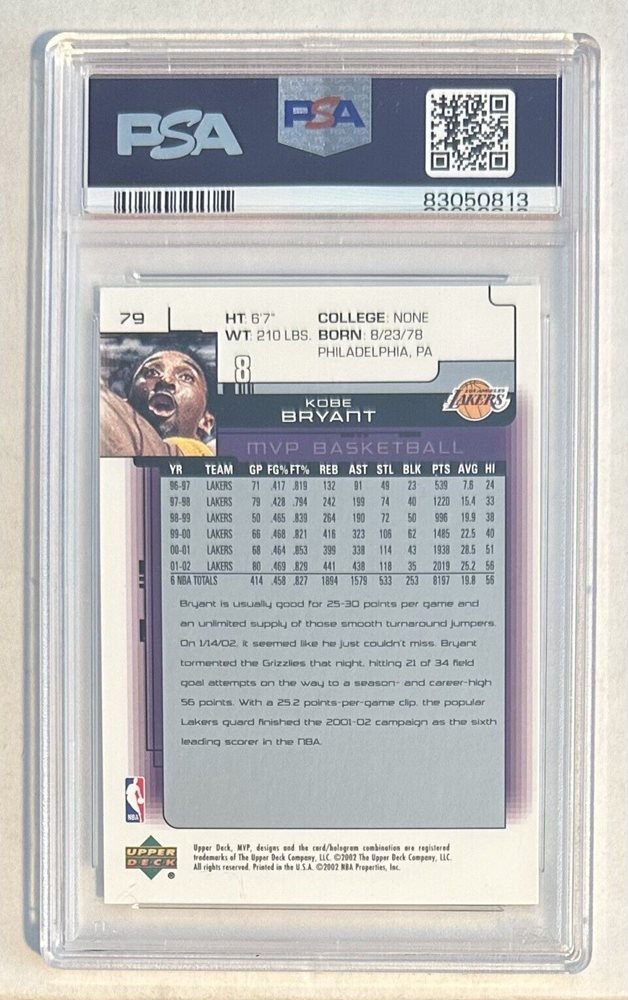 PSA
PSA
83050813
79
HT: 6'7" COLLEGE: NONE
WT: 210 LBS. BORN: 8/23/78
PHILADELPHIA, PA
8
KOBE
BRYANT
LOS ANGELES
LAKERS
MVP BASKETBALL
YR TEAM GP FG% FT% REB AST STL BLK PTS AVG HI
96-97 LAKERS 71 .417 .819 132 91 49 23 539 7.6 24
97-98 LAKERS 79 .428 .794 242 199 74 40 1220 15.4 33
98-99 LAKERS 50 .465 .839 264 190 72 50 996 19.9 38
99-00 LAKERS 66 .468 .821 416 323 106 62 1485 22.5 40
00-01 LAKERS 68 .464 .853 399 338 114 43 1938 28.5 51
01-02 LAKERS 80 .469 .829 441 438 118 35 2019 25.2 56
6 NBA TOTALS 414 .458 .827 1894 1579 533 253 8197 19.8 56
Bryant is usually good for 25-30 points per game and
an unlimited supply of those smooth turnaround jumpers.
On 1/14/02, it seemed like he just couldn't miss. Bryant
tormented the Grizzlies that night, hitting 21 of 34 field
goal attempts on the way to a season- and career-high
56 points. With a 25.2 points-per-game clip, the popular
Lakers guard finished the 2001-02 campaign as the sixth
leading scorer in the NBA.
NBA
UPPER
DECK
®
Upper Deck, MVP, designs and the card/hologram combination are registered
trademarks of The Upper Deck Company, LLC. ©2002 The Upper Deck Company, LLC.
All rights reserved. Printed in the U.S.A. ©2002 NBA Properties, Inc.